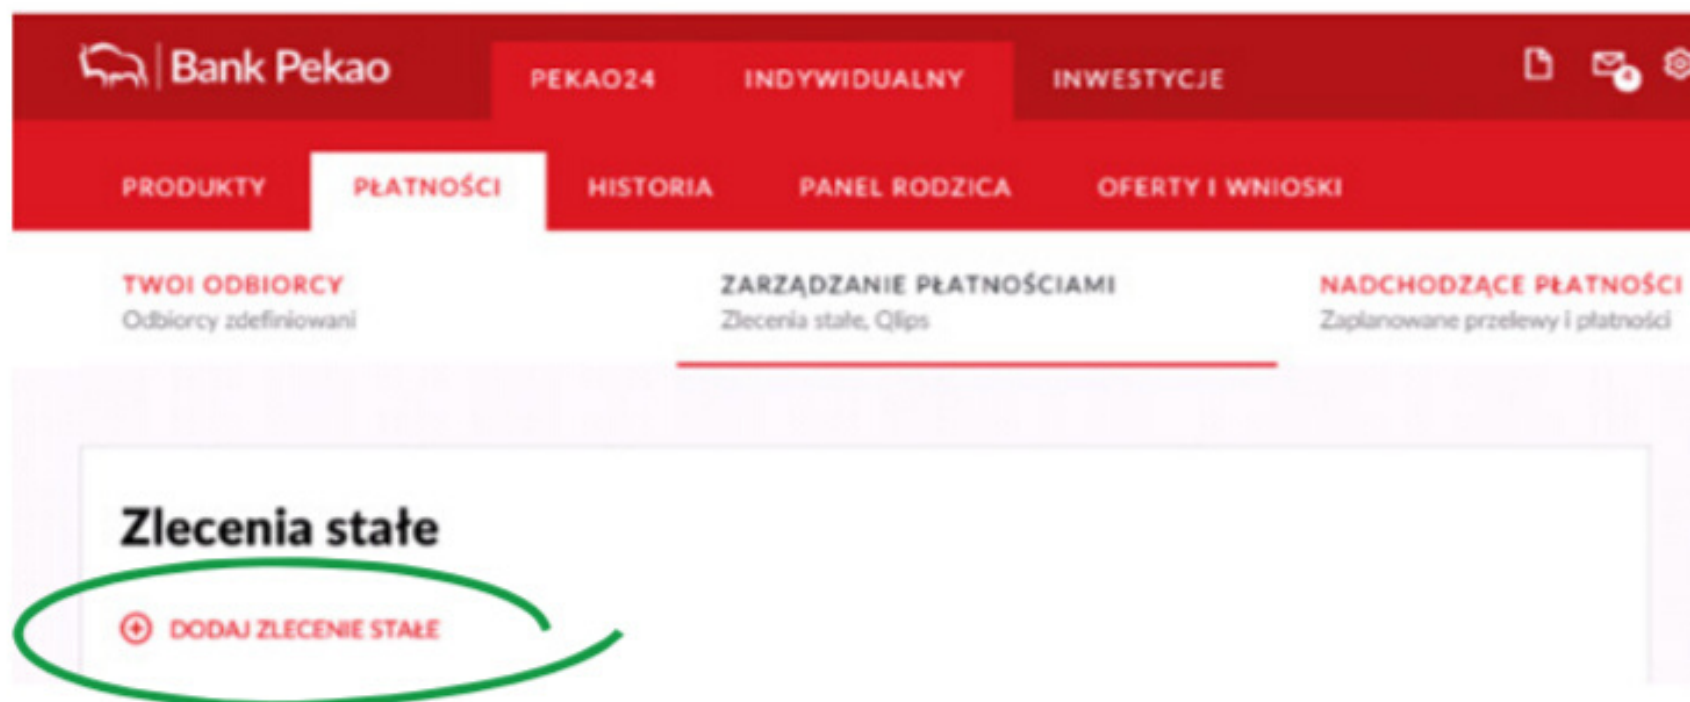 Bank Pekao
PEKAO24 INDYWIDUALNY INWESTYCJE
PRODUKTY PŁATNOŚCI HISTORIA PANEL RODZICA OFERTY I WNIOSKI
TWOI ODBIORCY
Odbiorcy zdefiniowani
ZARZĄDZANIE PŁATNOŚCIAMI
Zlecenia stałe, Qlips
NADCHODZĄCE PŁATNOŚCI
Zaplanowane przelewy i płatności
Zlecenia stałe
DODAJ ZLECENIE STAŁE